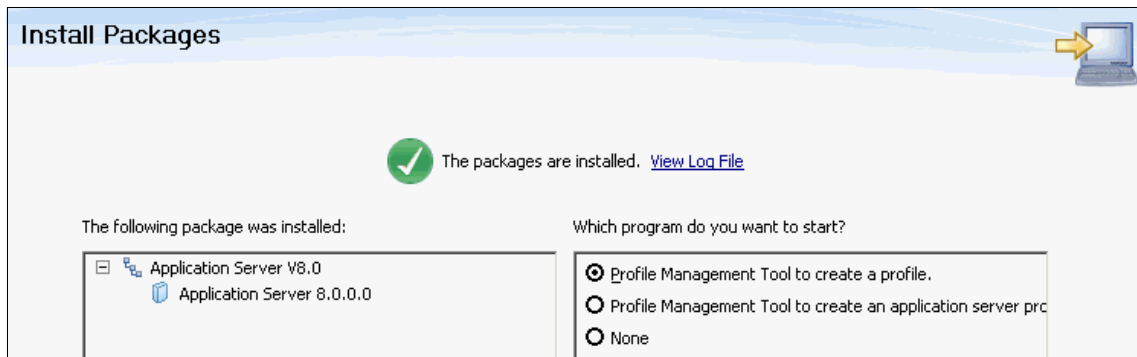 Install Packages
The packages are installed. View Log File
The following package was installed:
Application Server V8.0
Application Server 8.0.0.0
Which program do you want to start?
Profile Management Tool to create a profile.
Profile Management Tool to create an application server pro
None